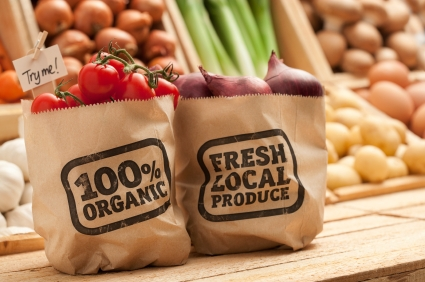 Try me!
100%
ORGANIC
FRESH
LOCAL
PRODUCE